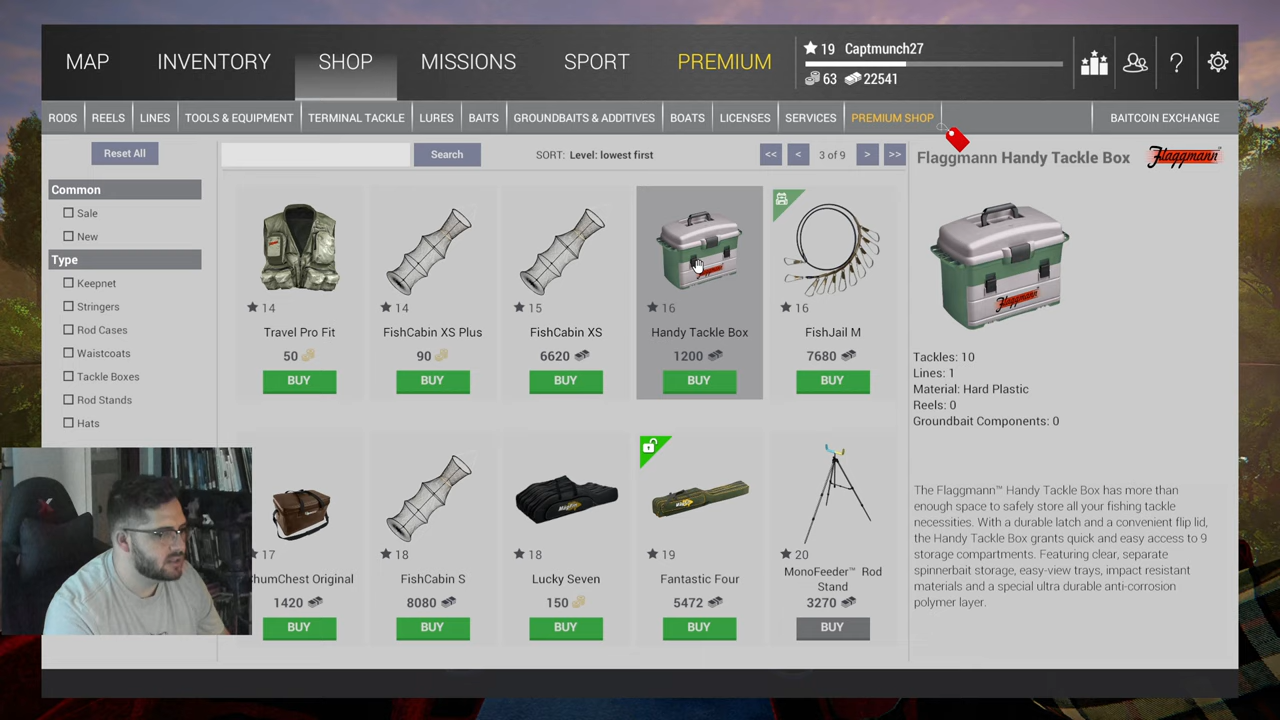 MAP INVENTORY SHOP MISSIONS SPORT PREMIUM
19 Captmunch27
63 22541
RODS REELS LINES TOOLS & EQUIPMENT TERMINAL TACKLE LURES BAITS GROUNDBAITS & ADDITIVES BOATS LICENSES SERVICES PREMIUM SHOP BAITCOIN EXCHANGE
Reset All
Search
SORT: Level: lowest first
<< < 3 of 9 > >>
Common
Sale
New
Type
Keepnet
Stringers
Rod Cases
Waistcoats
Tackle Boxes
Rod Stands
Hats
14
Travel Pro Fit
50
BUY
14
FishCabin XS Plus
90
BUY
15
FishCabin XS
6620
BUY
16
Handy Tackle Box
1200
BUY
16
FishJail M
7680
BUY
17
humChest Original
1420
BUY
18
FishCabin S
8080
BUY
18
Lucky Seven
150
BUY
19
Fantastic Four
5472
BUY
20
MonoFeeder™ Rod
Stand
3270
BUY
Flaggmann Handy Tackle Box
Flaggmann
Flaggmann
Tackles: 10
Lines: 1
Material: Hard Plastic
Reels: 0
Groundbait Components: 0
The Flaggmann™ Handy Tackle Box has more than
enough space to safely store all your fishing tackle
necessities. With a durable latch and a convenient flip lid,
the Handy Tackle Box grants quick and easy access to 9
storage compartments. Featuring clear, separate
spinnerbait storage, easy-view trays, impact resistant
materials and a special ultra durable anti-corrosion
polymer layer.